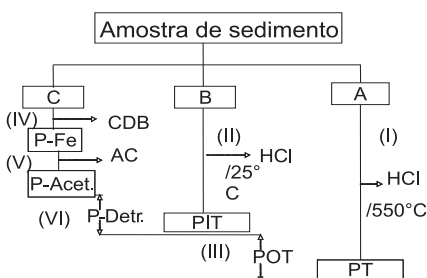 Amostra de sedimento
C
B
A
(IV)
CDB
P-Fe
(II)
(I)
(V)
AC
HCl
/25°
C
P-Acet.
HCl
/550°C
(VI)
P-Detr.
PIT
(III)
POT
PT